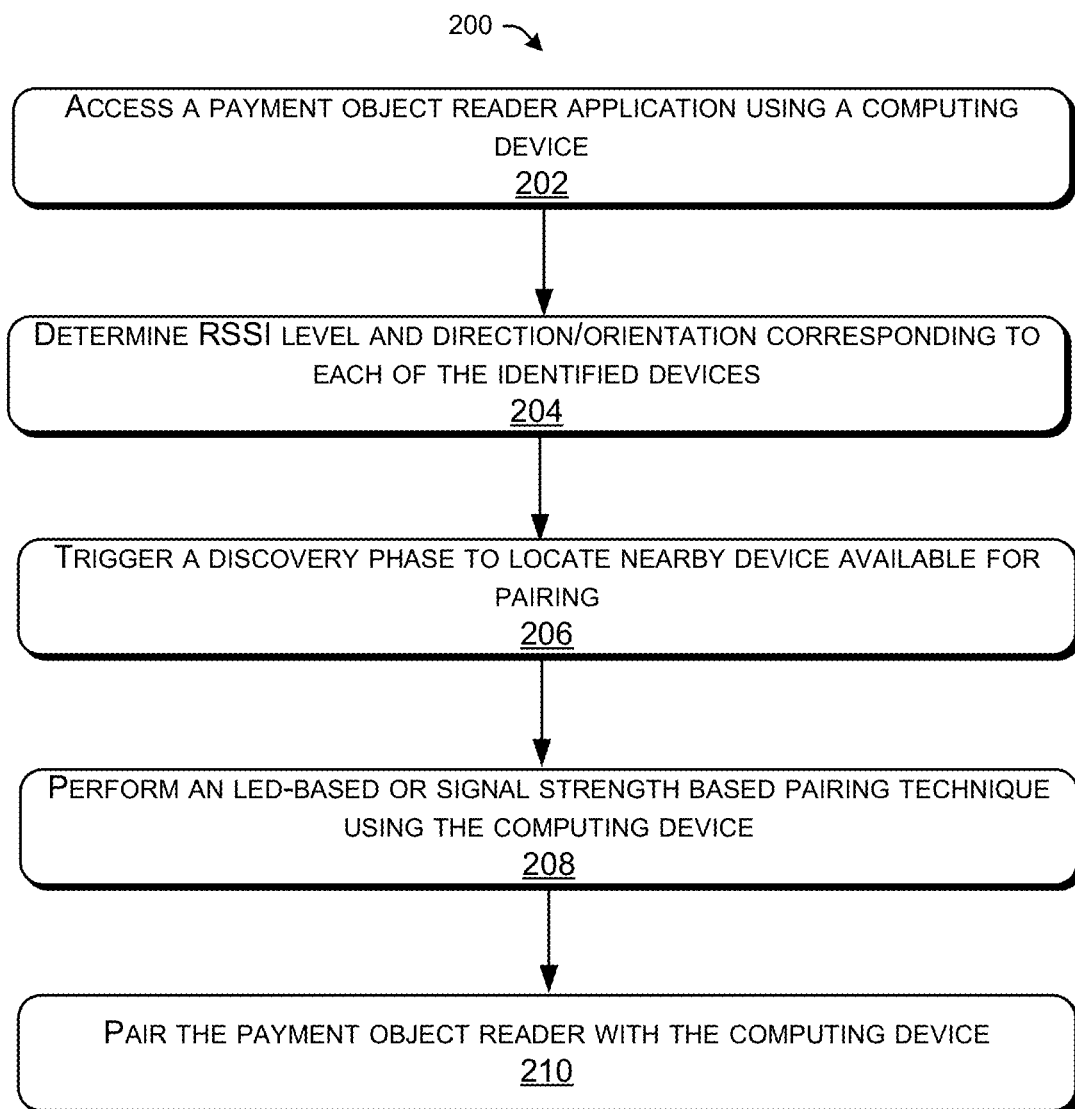 200
ACCESS A PAYMENT OBJECT READER APPLICATION USING A COMPUTING
DEVICE
202
DETERMINE RSSI LEVEL AND DIRECTION/ORIENTATION CORRESPONDING TO
EACH OF THE IDENTIFIED DEVICES
204
TRIGGER A DISCOVERY PHASE TO LOCATE NEARBY DEVICE AVAILABLE FOR
PAIRING
206
PERFORM AN LED-BASED OR SIGNAL STRENGTH BASED PAIRING TECHNIQUE
USING THE COMPUTING DEVICE
208
PAIR THE PAYMENT OBJECT READER WITH THE COMPUTING DEVICE
210